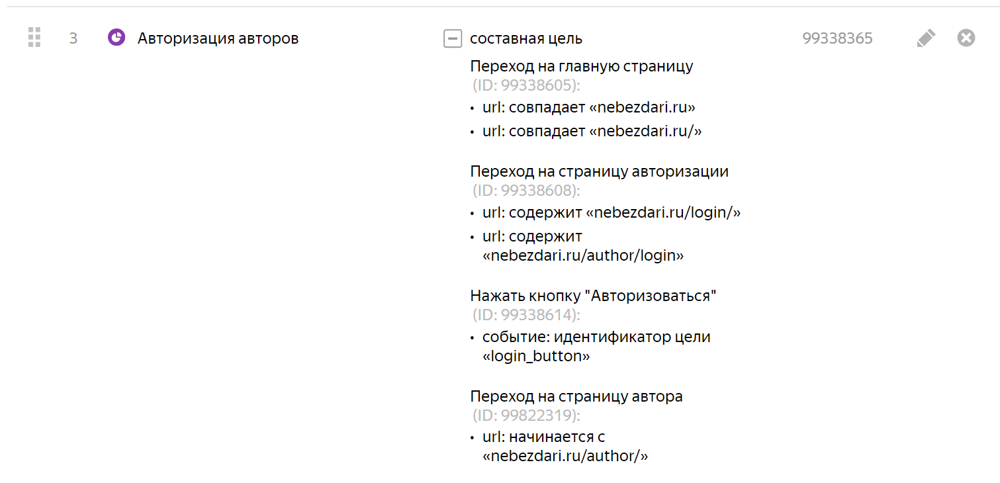 3 Авторизация авторов составная цель 99338365
Переход на главную страницу
(ID: 99338605):
• url: совпадает «nebezdari.ru»
• url: совпадает «nebezdari.ru/»
Переход на страницу авторизации
(ID: 99338608):
• url: содержит «nebezdari.ru/login/»
• url: содержит
«nebezdari.ru/author/login»
Нажать кнопку "Авторизоваться"
(ID: 99338614):
• событие: идентификатор цели
«login_button»
Переход на страницу автора
(ID: 99822319):
• url: начинается с
«nebezdari.ru/author/»